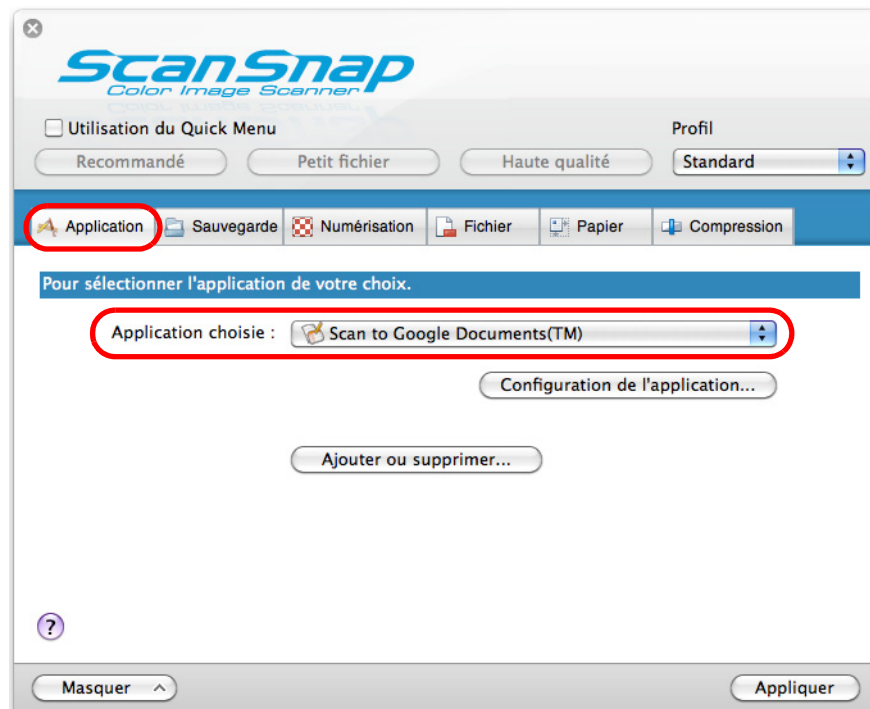 ScanSnap
Color Image Scanner
Utilisation du Quick Menu
Profil
Recommandé Petit fichier Haute qualité Standard
Application Sauvegarde Numérisation Fichier Papier Compression
Pour sélectionner l'application de votre choix.
Application choisie : Scan to Google Documents(TM)
Configuration de l'application...
Ajouter ou supprimer...
?
Masquer Appliquer